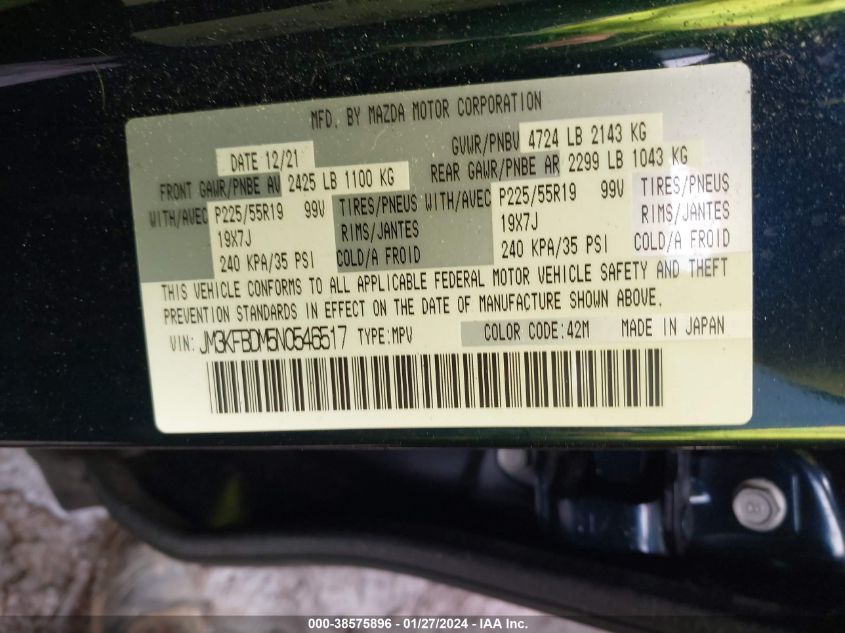 MFD. BY MAZDA MOTOR CORPORATION
DATE 12/21 GVWR/PNBV 4724 LB 2143 KG
FRONT GAWR/PNBE AV 2425 LB 1100 KG REAR GAWR/PNBE AR 2299 LB 1043 KG
WITH/AVEC P225/55R19 99V TIRES/PNEUS WITH/AVEC P225/55R19 99V TIRES/PNEUS
19X7J RIMS/JANTES 19X7J RIMS/JANTES
240 KPA/35 PSI COLD/A FROID 240 KPA/35 PSI COLD/A FROID
THIS VEHICLE CONFORMS TO ALL APPLICABLE FEDERAL MOTOR VEHICLE SAFETY AND THEFT
PREVENTION STANDARDS IN EFFECT ON THE DATE OF MANUFACTURE SHOWN ABOVE.
VIN: JM3KFBDM5N0546517 TYPE:MPV COLOR CODE:42M MADE IN JAPAN
000-38575896 - 01/27/2024 - IAA Inc.